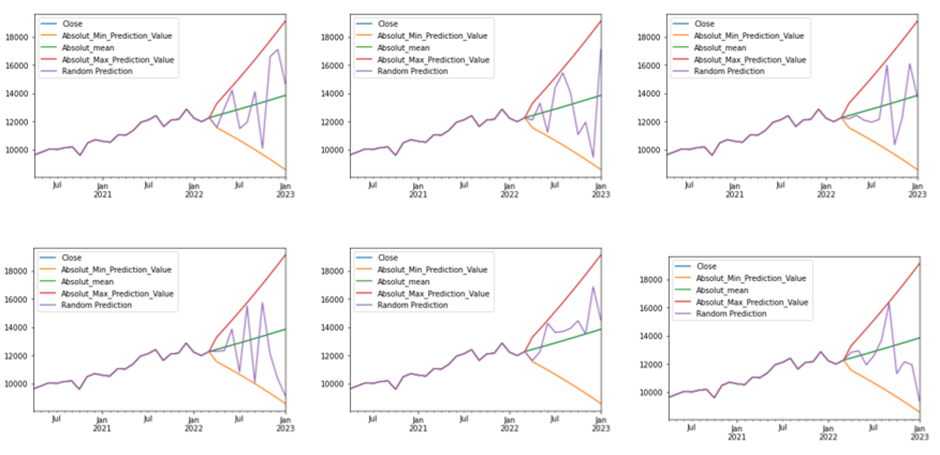 Close
Absolut_Min_Prediction_Value
Absolut_mean
Absolut_Max_Prediction_Value
Random Prediction
18000
16000
14000
12000
10000
Jul
Jan
2021
Jul
Jan
2022
Jul
Jan
2023
Close
Absolut_Min_Prediction_Value
Absolut_mean
Absolut_Max_Prediction_Value
Random Prediction
18000
16000
14000
12000
10000
Jul
Jan
2021
Jul
Jan
2022
Jul
Jan
2023
Close
Absolut_Min_Prediction_Value
Absolut_mean
Absolut_Max_Prediction_Value
Random Prediction
18000
16000
14000
12000
10000
Jul
Jan
2021
Jul
Jan
2022
Jul
Jan
2023
Close
Absolut_Min_Prediction_Value
Absolut_mean
Absolut_Max_Prediction_Value
Random Prediction
18000
16000
14000
12000
10000
Jul
Jan
2021
Jul
Jan
2022
Jul
Jan
2023
Close
Absolut_Min_Prediction_Value
Absolut_mean
Absolut_Max_Prediction_Value
Random Prediction
18000
16000
14000
12000
10000
Jul
Jan
2021
Jul
Jan
2022
Jul
Jan
2023
Close
Absolut_Min_Prediction_Value
Absolut_mean
Absolut_Max_Prediction_Value
Random Prediction
18000
16000
14000
12000
10000
Jul
Jan
2021
Jul
Jan
2022
Jul
Jan
2023